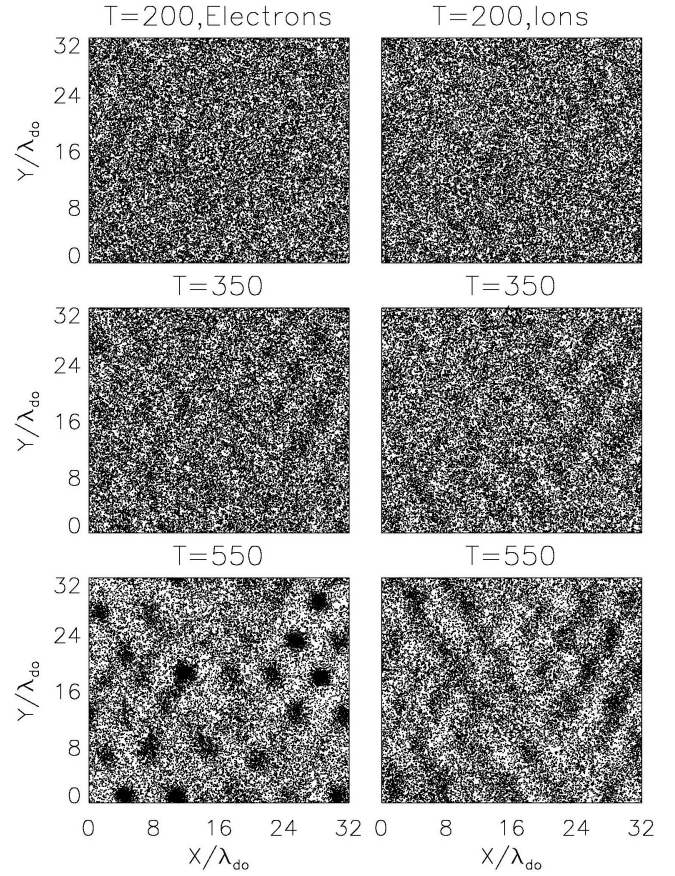 T=200,Electrons
T=200,Ions
32
24
16
8
0
Y/λdo
T=350
T=350
32
24
16
8
0
Y/λdo
T=550
T=550
32
24
16
8
0
Y/λdo
0 8 16 24 32
0 8 16 24 32
X/λdo
X/λdo